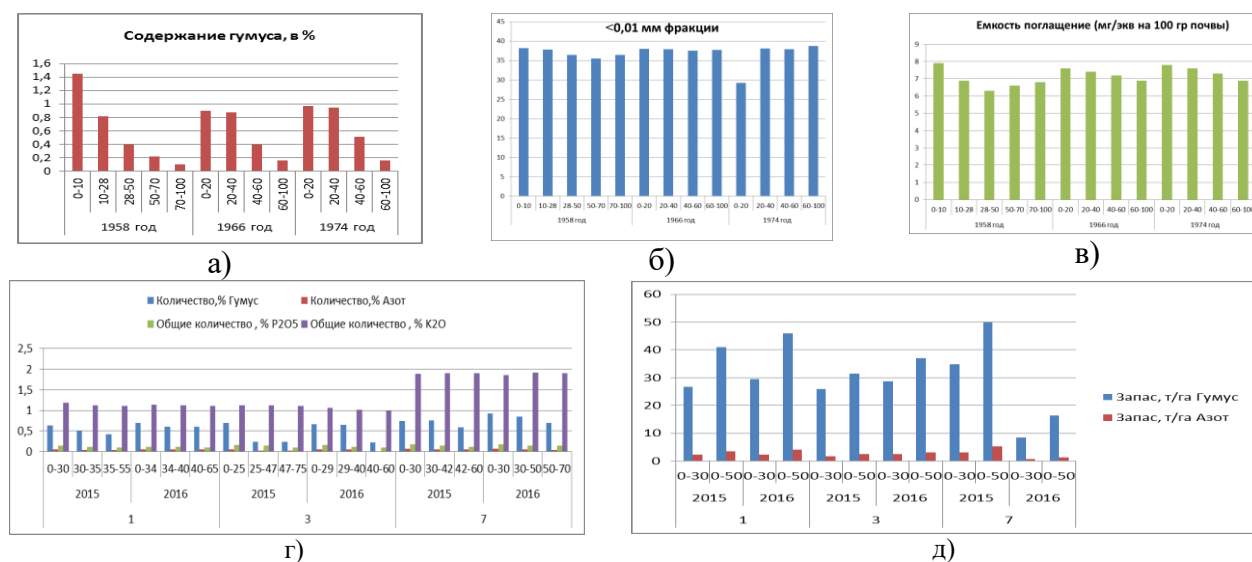 Содержание гумуса, в %
1,6
1,4
1,2
1
0,8
0,6
0,4
0,2
0
0-10 10-28 28-50 50-70 70-100 0-20 20-40 40-60 60-100 0-20 20-40 40-60 60-100
1958 год 1966 год 1974 год
а)
<0,01 мм фракции
45
40
35
30
25
20
15
10
5
0
0-10 10-28 28-50 50-70 70-100 0-20 20-40 40-60 60-100 0-20 20-40 40-60 60-100
1958 год 1966 год 1974 год
б)
Емкость поглащение (мг/экв на 100 гр почвы)
9
8
7
6
5
4
3
2
1
0
0-10 10-28 28-50 50-70 70-100 0-20 20-40 40-60 60-100 0-20 20-40 40-60 60-100
1958 год 1966 год 1974 год
в)
Количество,% Гумус Количество,% Азот
Общие количество , % P2O5 Общие количество , % K2O
2,5
2
1,5
1
0,5
0
0-30 30-35 35-55 0-34 34-40 40-65 0-25 25-47 47-75 0-29 29-40 40-60 0-30 30-42 42-60 0-30 30-50 50-70
2015 2016 2015 2016 2015 2016
1 3 7
г)
60
50
40
30
20
10
0
Запас, т/га Гумус
Запас, т/га Азот
0-30 0-50 0-30 0-50 0-30 0-50 0-30 0-50 0-30 0-50 0-30 0-50
2015 2016 2015 2016 2015 2016
1 3 7
д)